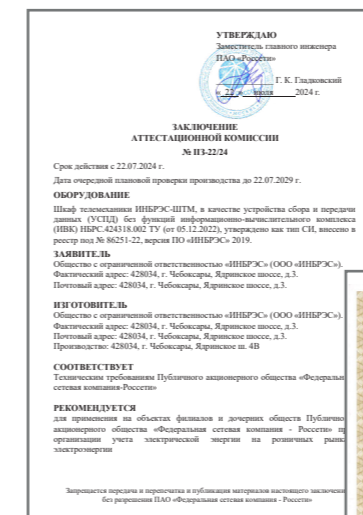 УТВЕРЖДАЮ
Заместитель главного инженера
ПАО «Россети»
Г. К. Гладковский
« 22 » июля 2024 г.
ЗАКЛЮЧЕНИЕ
АТТЕСТАЦИОННОЙ КОМИССИИ
№ ПЗ-22/24
Срок действия с 22.07.2024 г.
Дата очередной плановой проверки производства до 22.07.2029 г.
ОБОРУДОВАНИЕ
Шкаф телемеханики ИНБРЭС-ШТМ, в качестве устройства сбора и передачи
данных (УСПД) без функций информационно-вычислительного комплекса
(ИВК) НБРС.424318.002 ТУ (от 05.12.2022), утверждено как тип СИ, внесено в
реестр под № 86251-22, версия ПО «ИНБРЭС» 2019.
ЗАЯВИТЕЛЬ
Общество с ограниченной ответственностью «ИНБРЭС» (ООО «ИНБРЭС»).
Фактический адрес: 428034, г. Чебоксары, Ядринское шоссе, д.3.
Почтовый адрес: 428034, г. Чебоксары, Ядринское шоссе, д.3.
ИЗГОТОВИТЕЛЬ
Общество с ограниченной ответственностью «ИНБРЭС» (ООО «ИНБРЭС»).
Фактический адрес: 428034, г. Чебоксары, Ядринское шоссе, д.3.
Почтовый адрес: 428034, г. Чебоксары, Ядринское шоссе, д.3.
Производство: 428034, г. Чебоксары, Ядринское ш. 4В
СООТВЕТСТВУЕТ
Техническим требованиям Публичного акционерного общества «Федеральн
сетевая компания-Россети»
РЕКОМЕНДУЕТСЯ
для применения на объектах филиалов и дочерних обществ Публично
акционерного общества «Федеральная сетевая компания - Россети» п
организации учета электрической энергии на розничных рынк
электроэнергии
Запрещается передача и перепечатка и публикация материалов настоящего заключени
без разрешения ПАО «Федеральная сетевая компания - Россети»